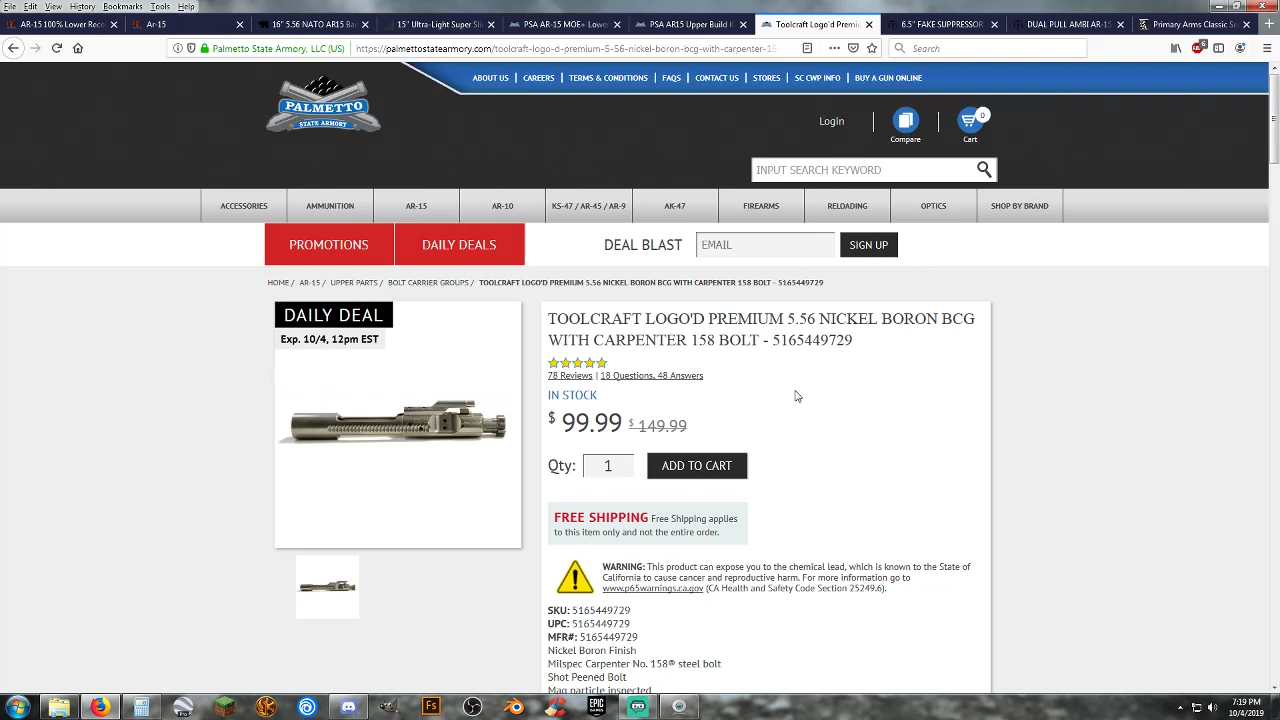 File Edit View History Bookmarks Tools Help
AR-15 100% Lower Rece
Ar-15
16" 5.56 NATO AR15 Bar
15" Ultra-Light Super Sli
PSA AR-15 MOE+ Lower
PSA AR15 Upper Build K
Toolcraft Logo'd Premi
6.5" FAKE SUPPRESSOR
DUAL PULL AMBI AR-15
Primary Arms Classic Se
Palmetto State Armory, LLC (US)
https://palmettostatearmory.com/toolcraft-logo-d-premium-5-56-nickel-boron-bcg-with-carpenter-15
Search
ABOUT US CAREERS TERMS & CONDITIONS FAQS CONTACT US STORES SC CWP INFO BUY A GUN ONLINE
PALMETTO
STATE ARMORY
Login
Compare
0
Cart
INPUT SEARCH KEYWORD
ACCESSORIES AMMUNITION AR-15 AR-10 KS-47 / AR-45 / AR-9 AK-47 FIREARMS RELOADING OPTICS SHOP BY BRAND
PROMOTIONS DAILY DEALS DEAL BLAST EMAIL SIGN UP
HOME / AR-15 / UPPER PARTS / BOLT CARRIER GROUPS / TOOLCRAFT LOGO'D PREMIUM 5.56 NICKEL BORON BCG WITH CARPENTER 158 BOLT - 5165449729
DAILY DEAL
Exp. 10/4, 12pm EST
TOOLCRAFT LOGO'D PREMIUM 5.56 NICKEL BORON BCG
WITH CARPENTER 158 BOLT - 5165449729
78 Reviews | 18 Questions, 48 Answers
IN STOCK
$ 99.99 $ 149.99
Qty: 1 ADD TO CART
FREE SHIPPING Free Shipping applies
to this item only and not the entire order.
WARNING: This product can expose you to the chemical lead, which is known to the State of
California to cause cancer and reproductive harm. For more information go to
www.p65warnings.ca.gov (CA Health and Safety Code Section 25249.6).
SKU: 5165449729
UPC: 5165449729
MFR#: 5165449729
Nickel Boron Finish
Milspec Carpenter No. 158® steel bolt
Shot Peened Bolt
Mag particle inspected
Pro
Fs
EPIC
GAMES
7:19 PM
10/4/2019